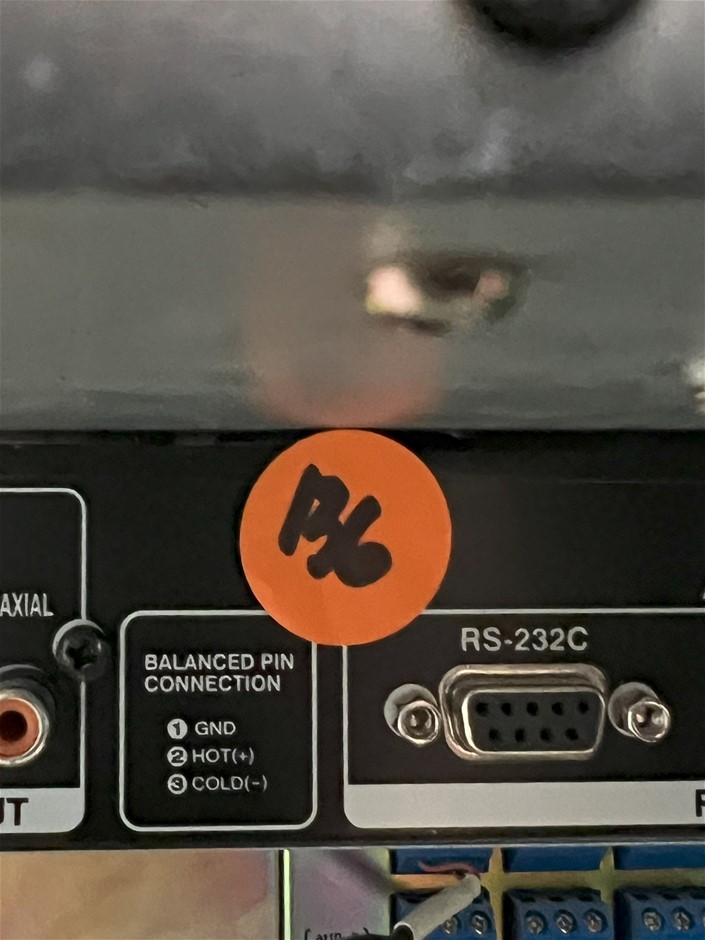 B6
AXIAL
UT
BALANCED PIN
CONNECTION
1 GND
2 HOT(+)
3 COLD(-)
RS-232C